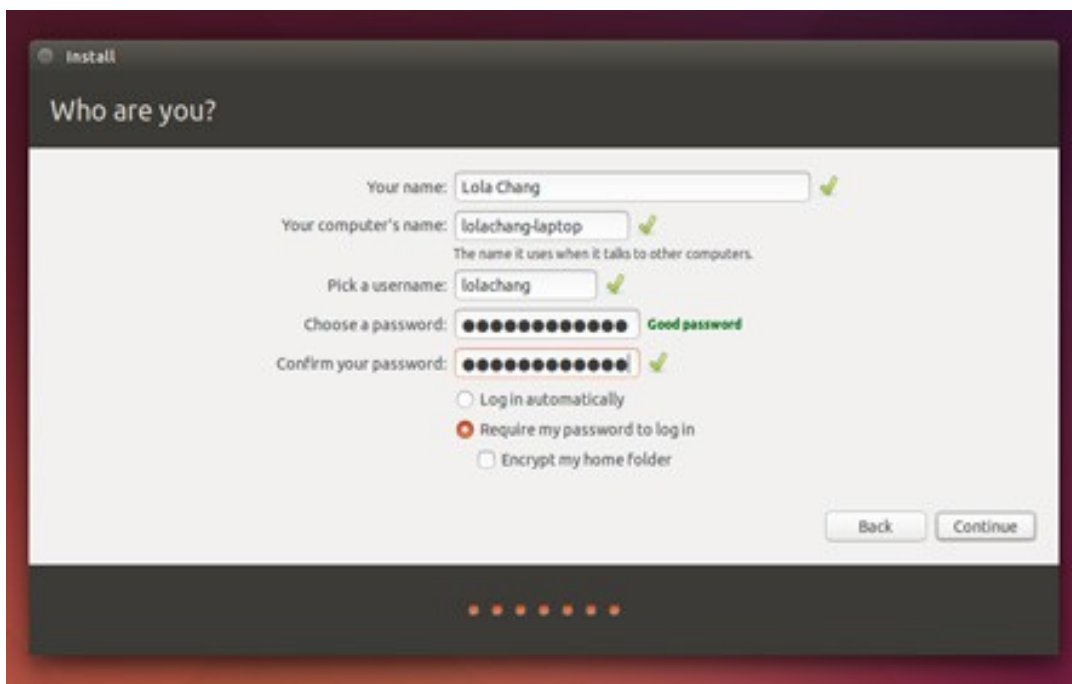 Install
Who are you?
Your name: Lola Chang
Your computer's name: lolachang-laptop
The name it uses when it talks to other computers.
Pick a username: lolachang
Choose a password: ●●●●●●●●●●●● Good password
Confirm your password: ●●●●●●●●●●●●
Log in automatically
Require my password to log in
Encrypt my home folder
Back Continue